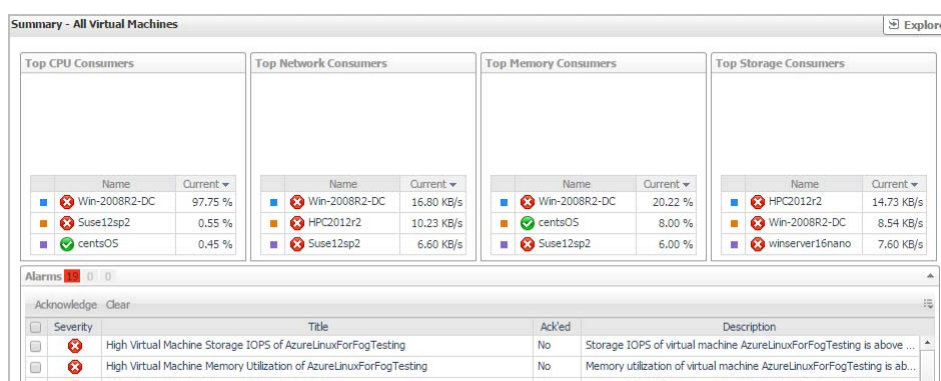 Summary - All Virtual Machines
Explore
Top CPU Consumers
Name Current
Win-2008R2-DC 97.75 %
Suse12sp2 0.55 %
centsOS 0.45 %
Top Network Consumers
Name Current
Win-2008R2-DC 16.80 KB/s
HPC2012r2 10.23 KB/s
Suse12sp2 6.60 KB/s
Top Memory Consumers
Name Current
Win-2008R2-DC 20.22 %
centsOS 8.00 %
Suse12sp2 6.00 %
Top Storage Consumers
Name Current
HPC2012r2 14.73 KB/s
Win-2008R2-DC 8.54 KB/s
winserver16nano 7.60 KB/s
Alarms 19 0 0
Acknowledge Clear
Severity Title Ack'ed Description
High Virtual Machine Storage IOPS of AzureLinuxForFogTesting No Storage IOPS of virtual machine AzureLinuxForFogTesting is above ...
High Virtual Machine Memory Utilization of AzureLinuxForFogTesting No Memory utilization of virtual machine AzureLinuxForFogTesting is ab...